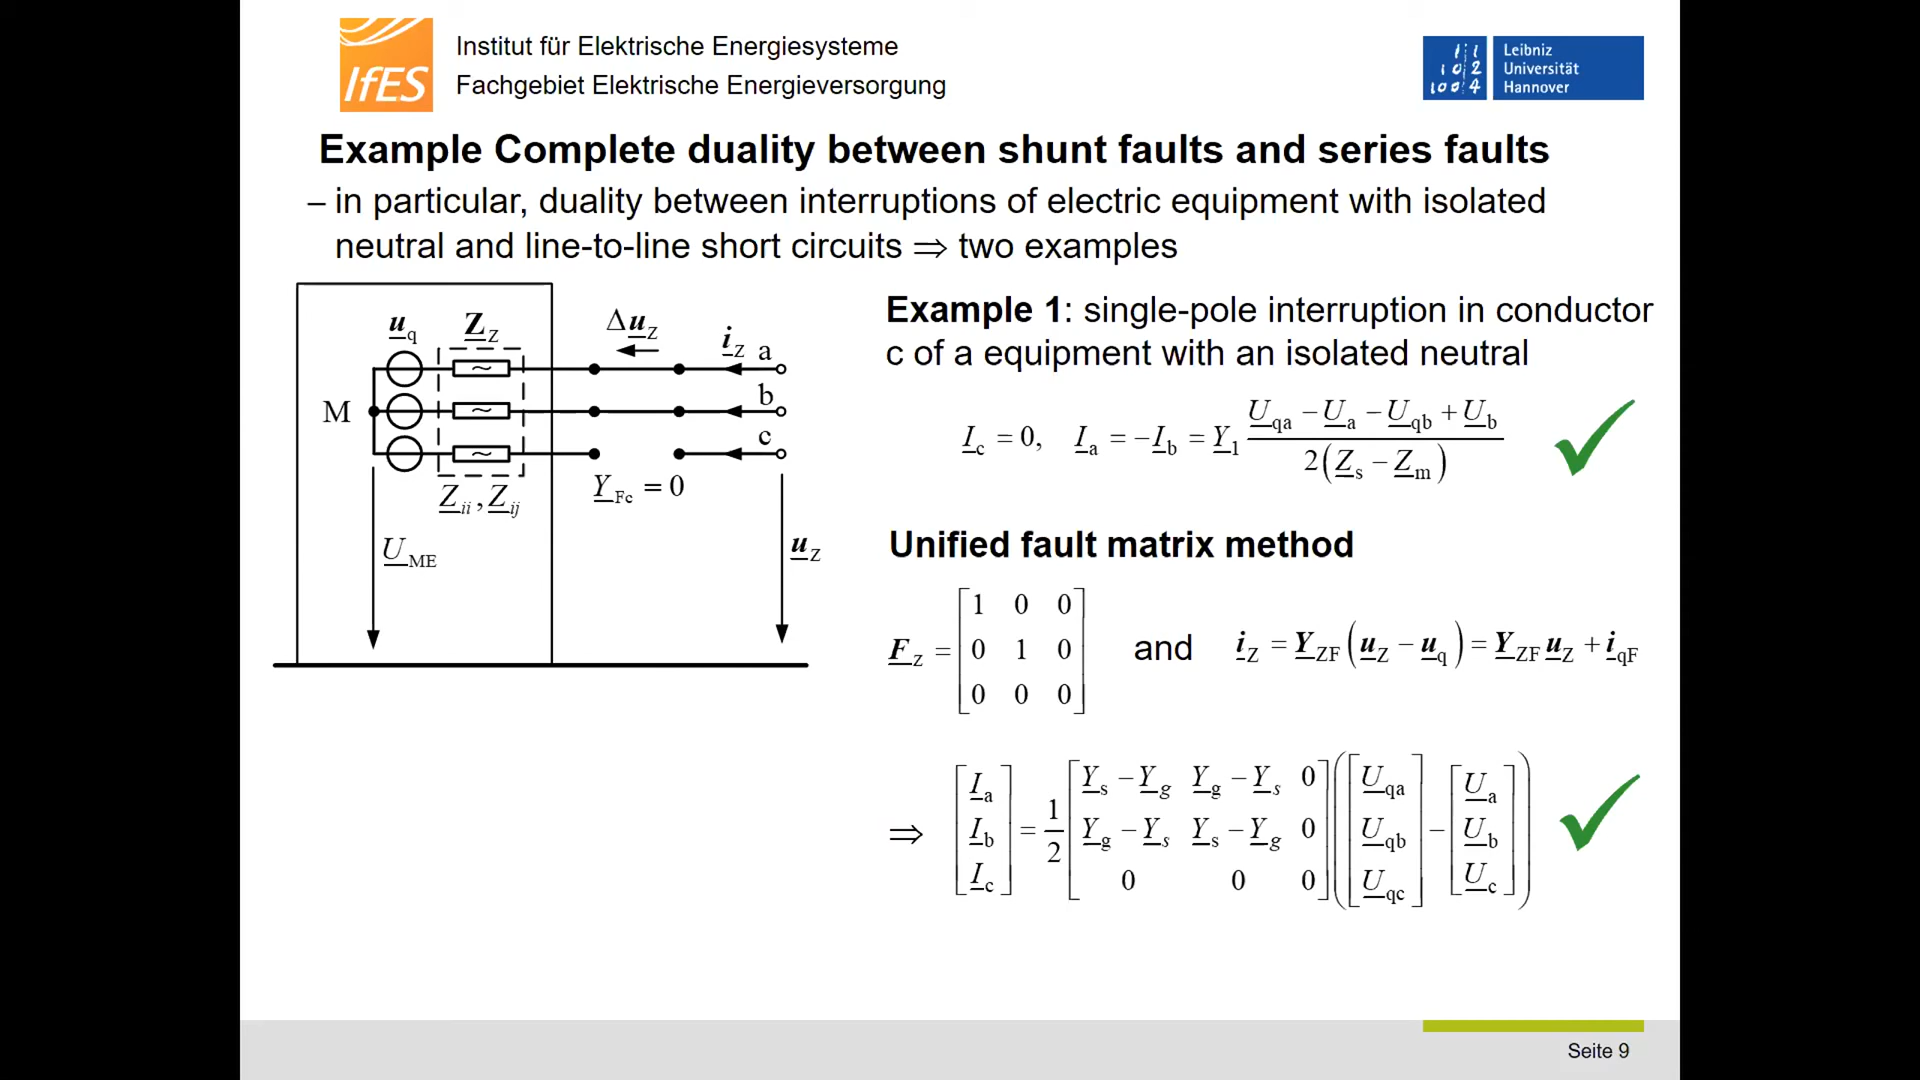 IfES
Institut für Elektrische Energiesysteme
Fachgebiet Elektrische Energieversorgung
Leibniz
Universität
Hannover
Example Complete duality between shunt faults and series faults
– in particular, duality between interruptions of electric equipment with isolated
neutral and line-to-line short circuits ⇒ two examples
u_q Z_Z Δu_Z i_Z a
b
c
M
Z_ii, Z_ij
Y_Fc = 0
U_ME
u_Z
Example 1: single-pole interruption in conductor
c of a equipment with an isolated neutral
I_c = 0, I_a = –I_b = Y_1 (U_qa – U_a – U_qb + U_b) / 2(Z_s – Z_m)
Unified fault matrix method
F_Z = [1 0 0; 0 1 0; 0 0 0] and i_Z = Y_ZF (u_Z – u_q) = Y_ZF u_Z + i_qF
⇒ [I_a; I_b; I_c] = 1/2 [Y_s – Y_g Y_g – Y_s 0; Y_g – Y_s Y_s – Y_g 0; 0 0 0] ([U_qa; U_qb; U_qc] – [U_a; U_b; U_c])
Seite 9